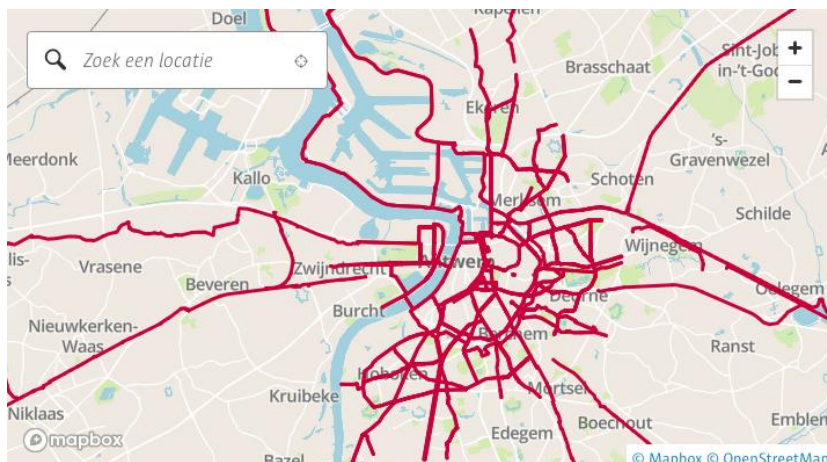 Doel
Kapellen
Zoek een locatie
+
Sint-Job-
in-'t-Goo
−
Brasschaat
Ekeren
's-
Gravenwezel
Meerdonk
Kallo
Schoten
Merksem
Schilde
Wijnegem
Vrasene
Zwijndrecht
Antwerpen
Beveren
Deurne
Oelegem
Burcht
Nieuwkerken-
Waas
Berchem
Ranst
Hoboken
Mortsel
Kruibeke
Niklaas
Boechout
Emblem
Edegem
mapbox
Bazel
© Mapbox © OpenStreetMap